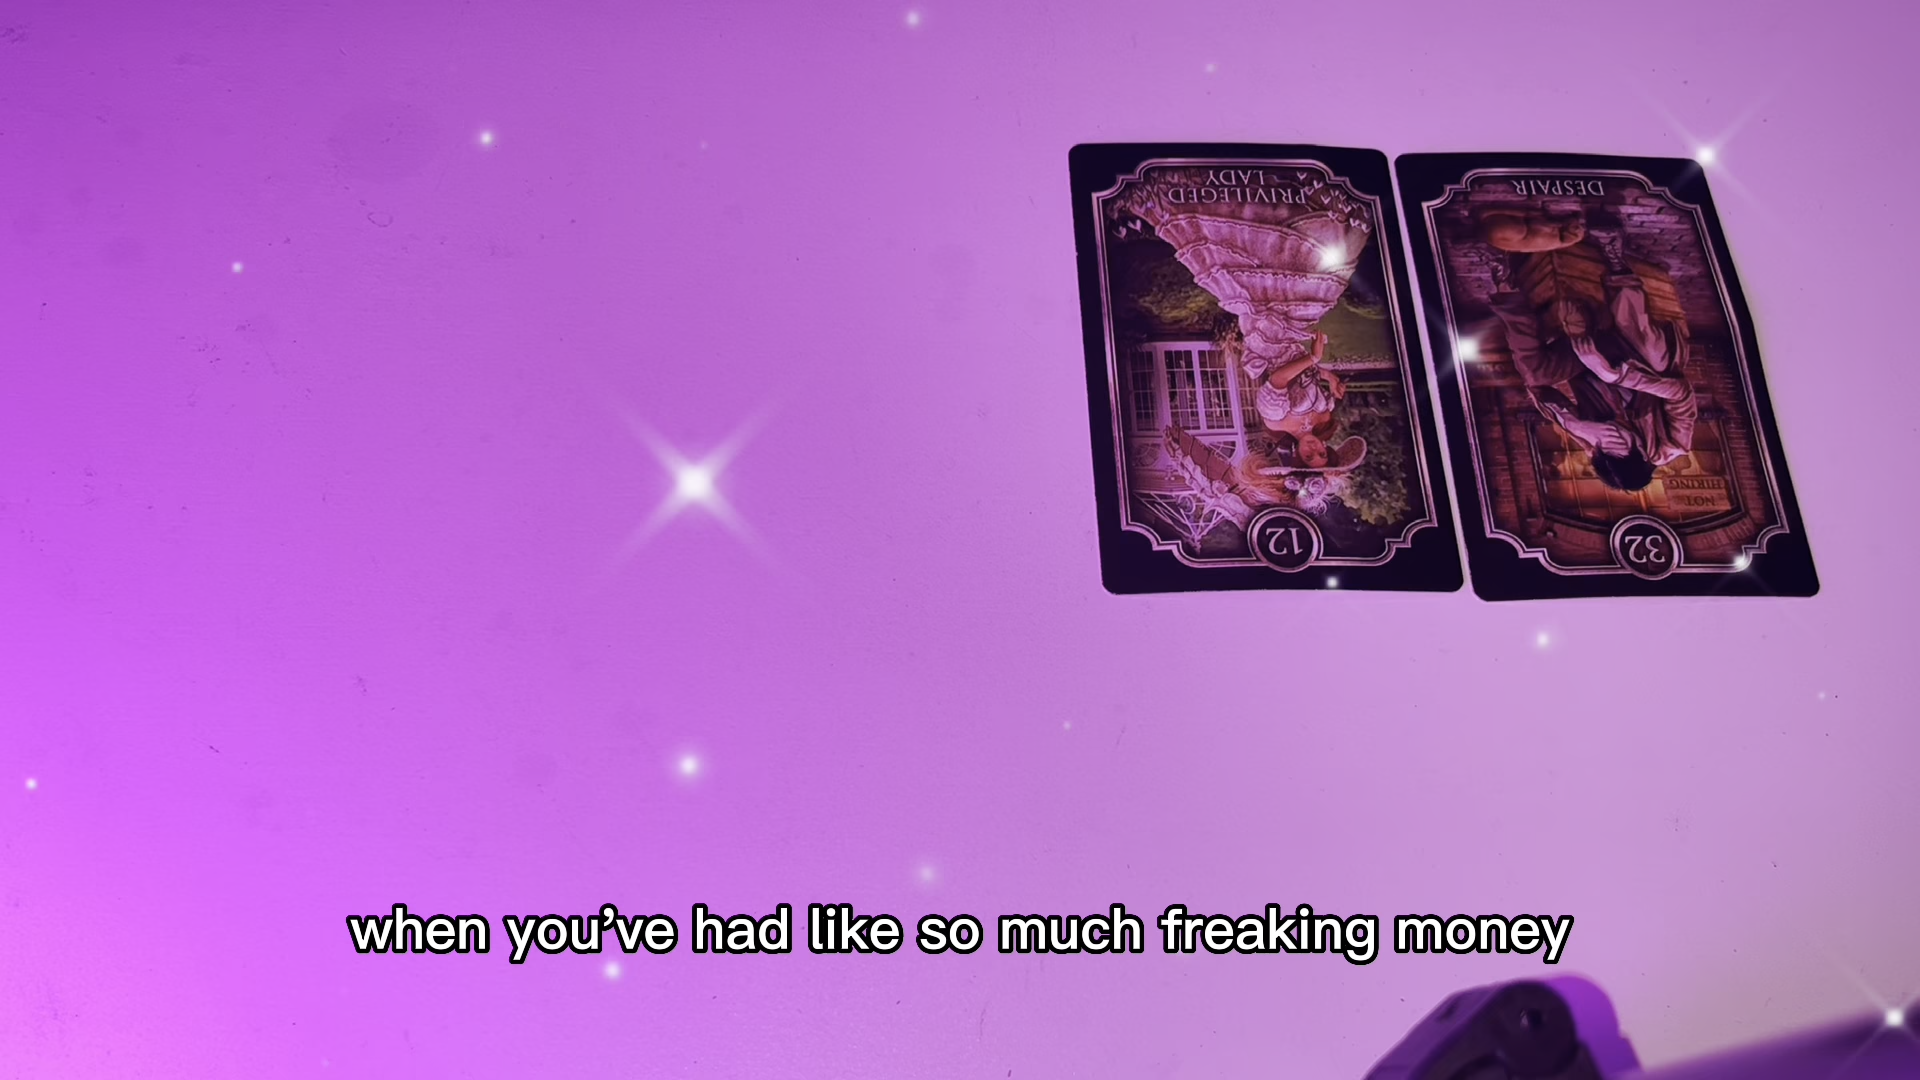 PRIVILEGED
LADY
12
DESPAIR
NOT
HIRING
32
when you've had like so much freaking money